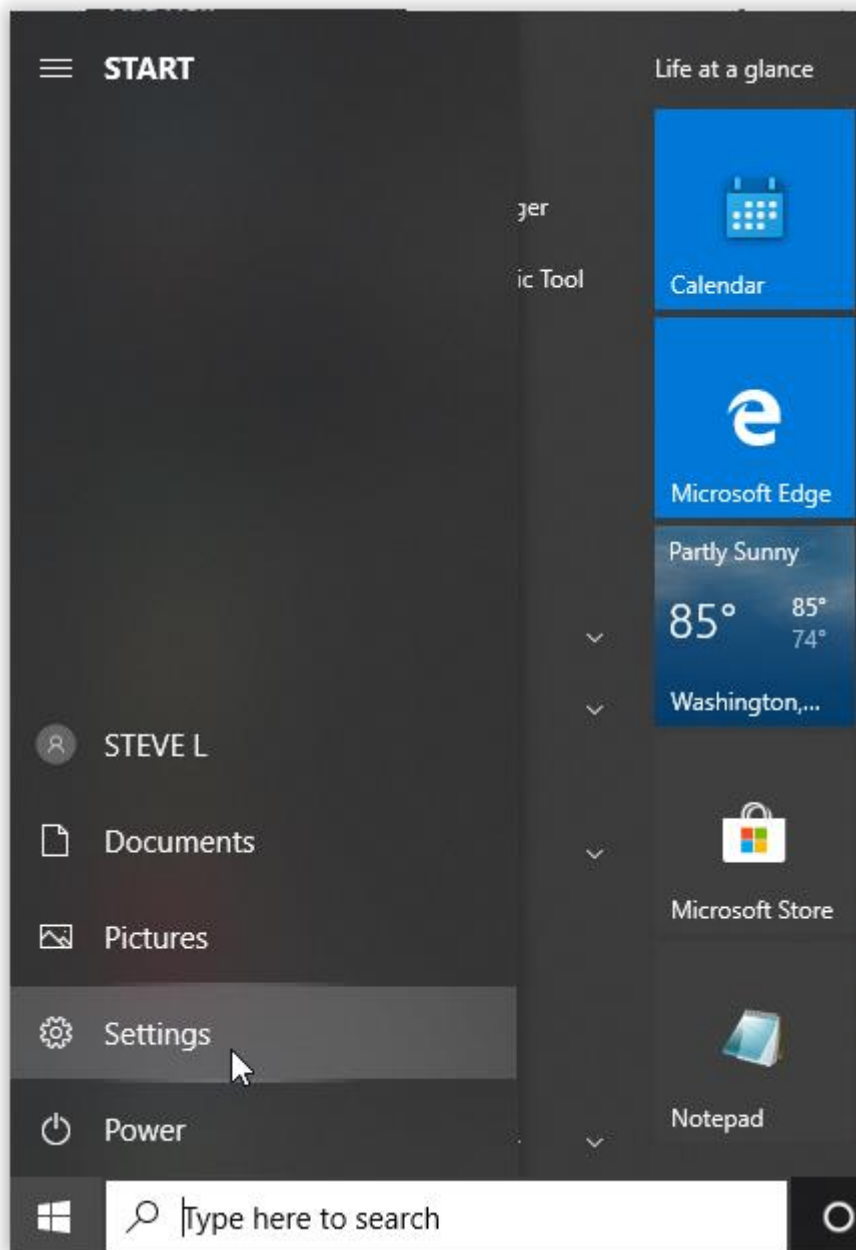 START
Life at a glance
ger
ic Tool
Calendar
Microsoft Edge
Partly Sunny
85° 85°
74°
Washington,...
STEVE L
Documents
Pictures
Microsoft Store
Settings
Power
Notepad
Type here to search